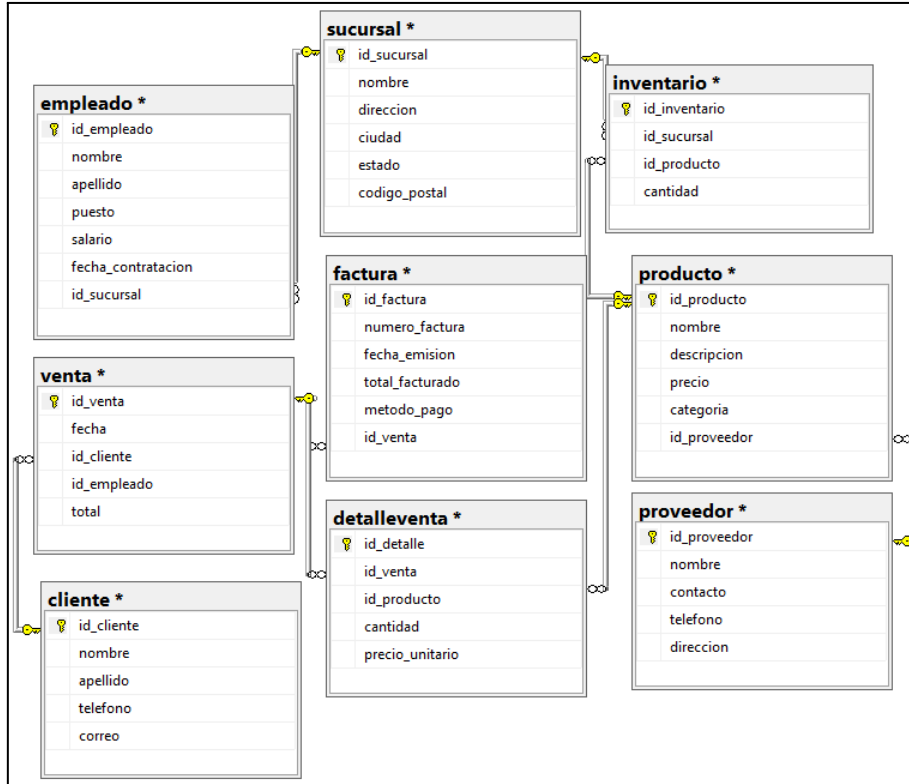 sucursal *
id_sucursal
nombre
direccion
ciudad
estado
codigo_postal
inventario *
id_inventario
id_sucursal
id_producto
cantidad
empleado *
id_empleado
nombre
apellido
puesto
salario
fecha_contratacion
id_sucursal
factura *
id_factura
numero_factura
fecha_emision
total_facturado
metodo_pago
id_venta
producto *
id_producto
nombre
descripcion
precio
categoria
id_proveedor
venta *
id_venta
fecha
id_cliente
id_empleado
total
detalleventa *
id_detalle
id_venta
id_producto
cantidad
precio_unitario
proveedor *
id_proveedor
nombre
contacto
telefono
direccion
cliente *
id_cliente
nombre
apellido
telefono
correo